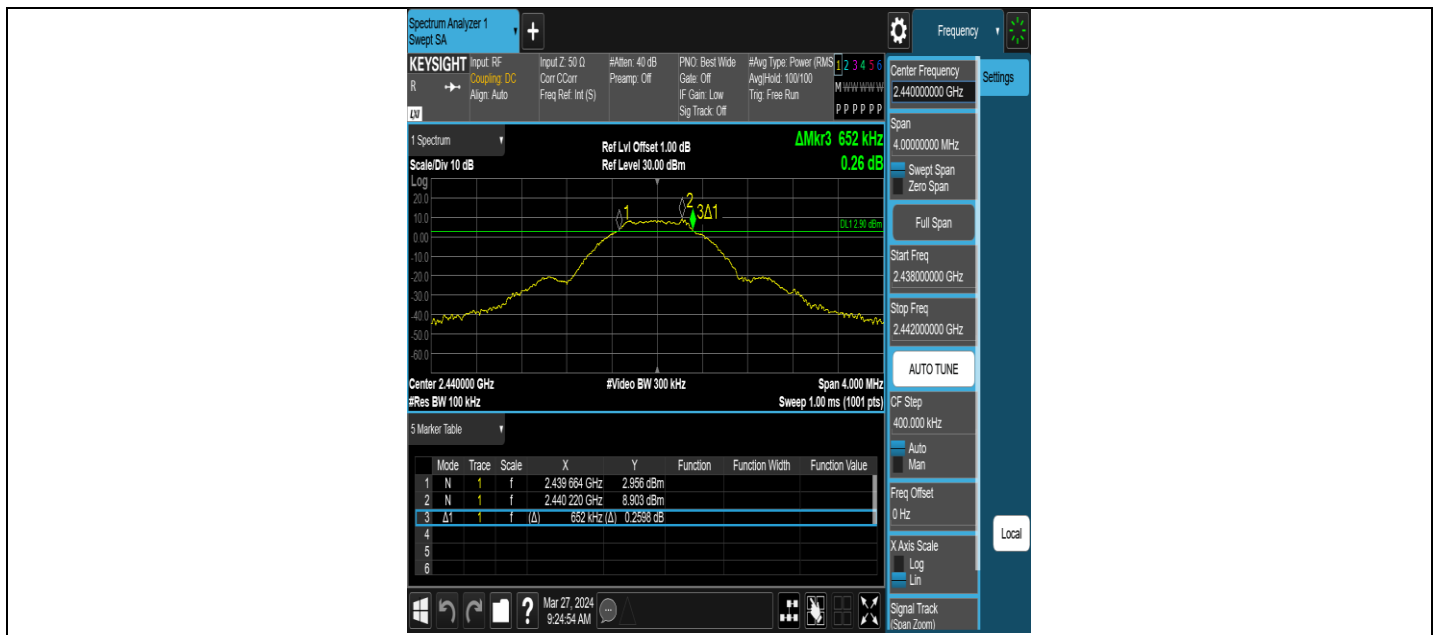 Spectrum Analyzer 1
Swept SA
+
Frequency
KEYSIGHT
R
LXI
Input: RF
Coupling: DC
Align: Auto
Input Z: 50 Ω
Corr CCorr
Freq Ref: Int (S)
#Atten: 40 dB
Preamp: Off
PNO: Best Wide
Gate: Off
IF Gain: Low
Sig Track: Off
#Avg Type: Power (RMS
Avg|Hold: 100/100
Trig: Free Run
1 2 3 4 5 6
M W W W W W
P P P P P P
1 Spectrum
Scale/Div 10 dB
Ref Lvl Offset 1.00 dB
Ref Level 30.00 dBm
ΔMkr3 652 kHz
0.26 dB
Log
20.0
10.0
0.00
-10.0
-20.0
-30.0
-40.0
-50.0
-60.0
1
2
3Δ1
DL1 2.90 dBm
Center 2.440000 GHz
#Video BW 300 kHz
Span 4.000 MHz
#Res BW 100 kHz
Sweep 1.00 ms (1001 pts)
5 Marker Table
Mode Trace Scale X Y Function Function Width Function Value
1 N 1 f 2.439 664 GHz 2.956 dBm
2 N 1 f 2.440 220 GHz 8.903 dBm
3 Δ1 1 f (Δ) 652 kHz (Δ) 0.2598 dB
4
5
6
?
Mar 27, 2024
9:24:54 AM
Center Frequency
2.440000000 GHz
Settings
Span
4.00000000 MHz
Swept Span
Zero Span
Full Span
Start Freq
2.438000000 GHz
Stop Freq
2.442000000 GHz
AUTO TUNE
CF Step
400.000 kHz
Auto
Man
Freq Offset
0 Hz
Local
X Axis Scale
Log
Lin
Signal Track
(Span Zoom)